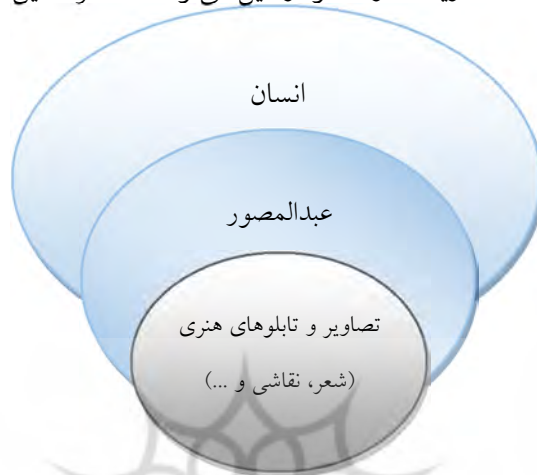 انسان
عبدالمصور
تصاویر و تابلوهای هنری
(شعر، نقاشی و ...)